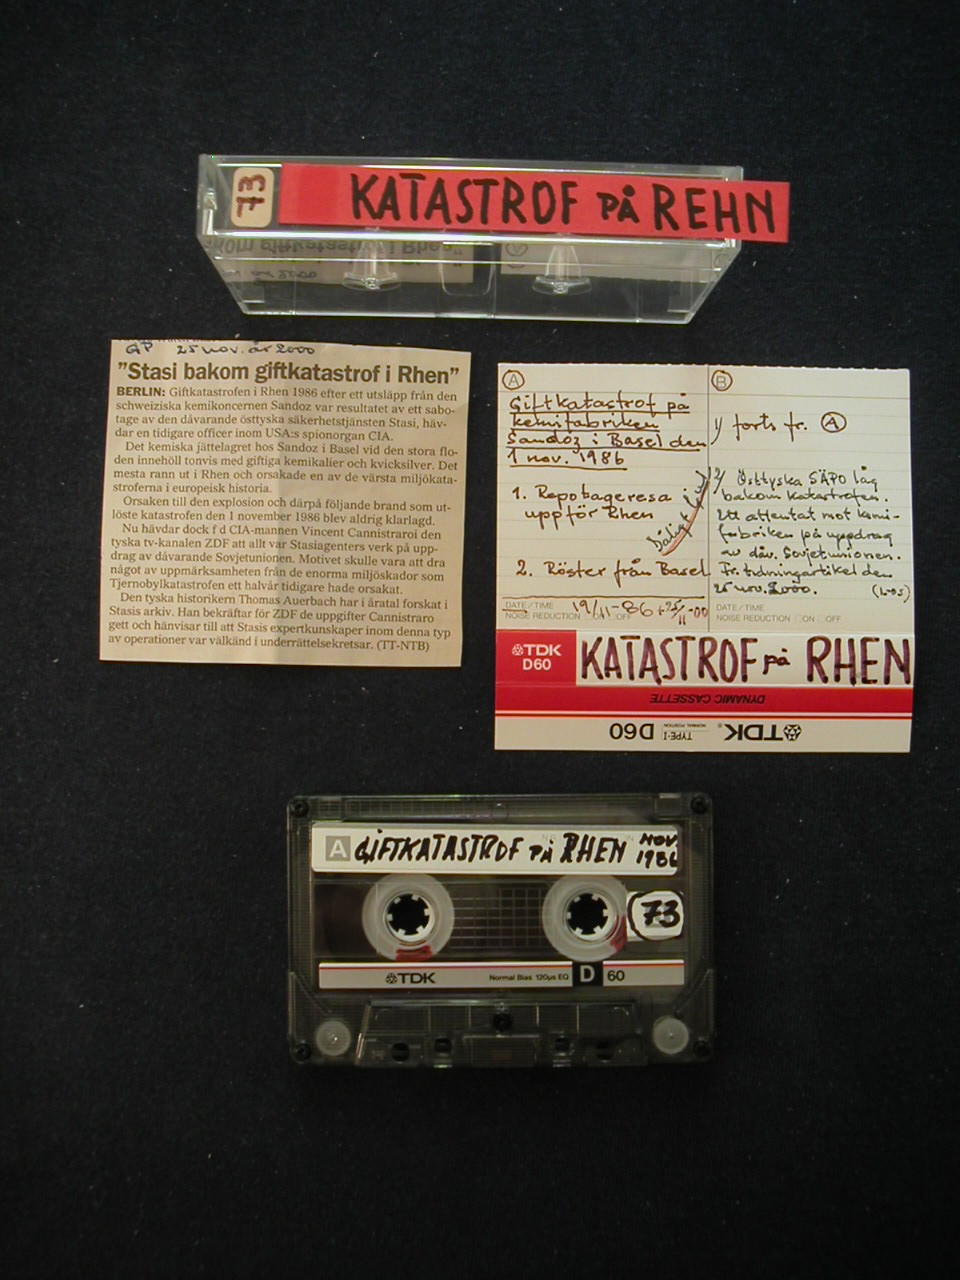 73
KATASTROF PÅ REHN
GP 25 nov. år 2000
"Stasi bakom giftkatastrof i Rhen"
BERLIN: Giftkatastrofen i Rhen 1986 efter ett utsläpp från den
schweiziska kemikoncernen Sandoz var resultatet av ett sabo-
tage av den dåvarande östtyska säkerhetstjänsten Stasi, häv-
dar en tidigare officer inom USA:s spionorgan CIA.
Det kemiska jättelagret hos Sandoz i Basel vid den stora flo-
den innehöll tonvis med giftiga kemikalier och kvicksilver. Det
mesta rann ut i Rhen och orsakade en av de värsta miljökata-
stroferna i europeisk historia.
Orsaken till den explosion och därpå följande brand som ut-
löste katastrofen den 1 november 1986 blev aldrig klarlagd.
Nu hävdar dock f d CIA-mannen Vincent Cannistraroi den
tyska tv-kanalen ZDF att allt var Stasiagenters verk på upp-
drag av dåvarande Sovjetunionen. Motivet skulle vara att dra
något av uppmärksamheten från de enorma miljöskador som
Tjernobylkatastrofen ett halvår tidigare hade orsakat.
Den tyska historikern Thomas Auerbach har i åratal forskat i
Stasis arkiv. Han bekräftar för ZDF de uppgifter Cannistraro
gett och hänvisar till att Stasis expertkunskaper inom denna typ
av operationer var välkänd i underrättelsekretsar. (TT-NTB)
A
Giftkatastrof på
kemifabriken
Sandoz i Basel den
1 nov. 1986
1. Reportageresa i
uppför Rhen
Dåligt ljud
2. Röster från Basel
DATE / TIME 19/11-86 + 25/11-00
NOISE REDUCTION ON OFF
B
1/ forts fr. A
2/ Östtyska SÄPO låg
bakom katastrofen.
Ett attentat mot kemi-
fabriken på uppdrag
av dåv. Sovjetunionen.
Fr. tidningartikel den
25 nov. 2000.
DATE / TIME
NOISE REDUCTION ON OFF
TDK
D60
KATASTROF på RHEN
DYNAMIC CASSETTE
TDK TYPE I NORMAL POSITION D60
A GIFTKATASTROF PÅ RHEN NOV.
1986
73
TDK Normal Bias 120µs EQ D 60